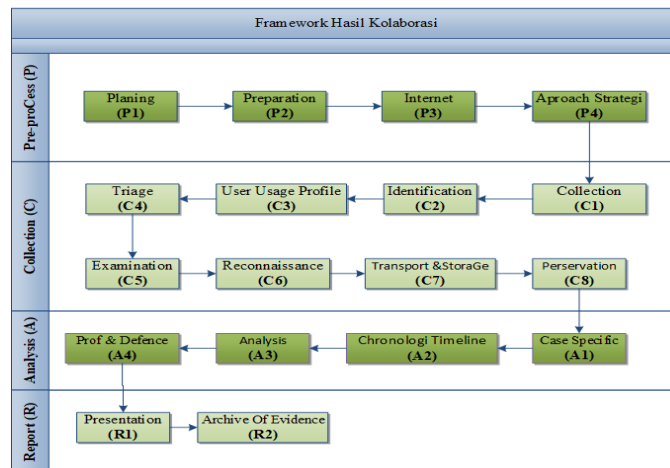 Framework Hasil Kolaborasi
Pre-proCess (P)
Planing
(P1)
Preparation
(P2)
Internet
(P3)
Aproach Strategi
(P4)
Collection (C)
Triage
(C4)
User Usage Profile
(C3)
Identification
(C2)
Collection
(C1)
Examination
(C5)
Reconnaissance
(C6)
Transport &StoraGe
(C7)
Perservation
(C8)
Analysis (A)
Prof & Defence
(A4)
Analysis
(A3)
Chronologi Timeline
(A2)
Case Specific
(A1)
Report (R)
Presentation
(R1)
Archive Of Evidence
(R2)